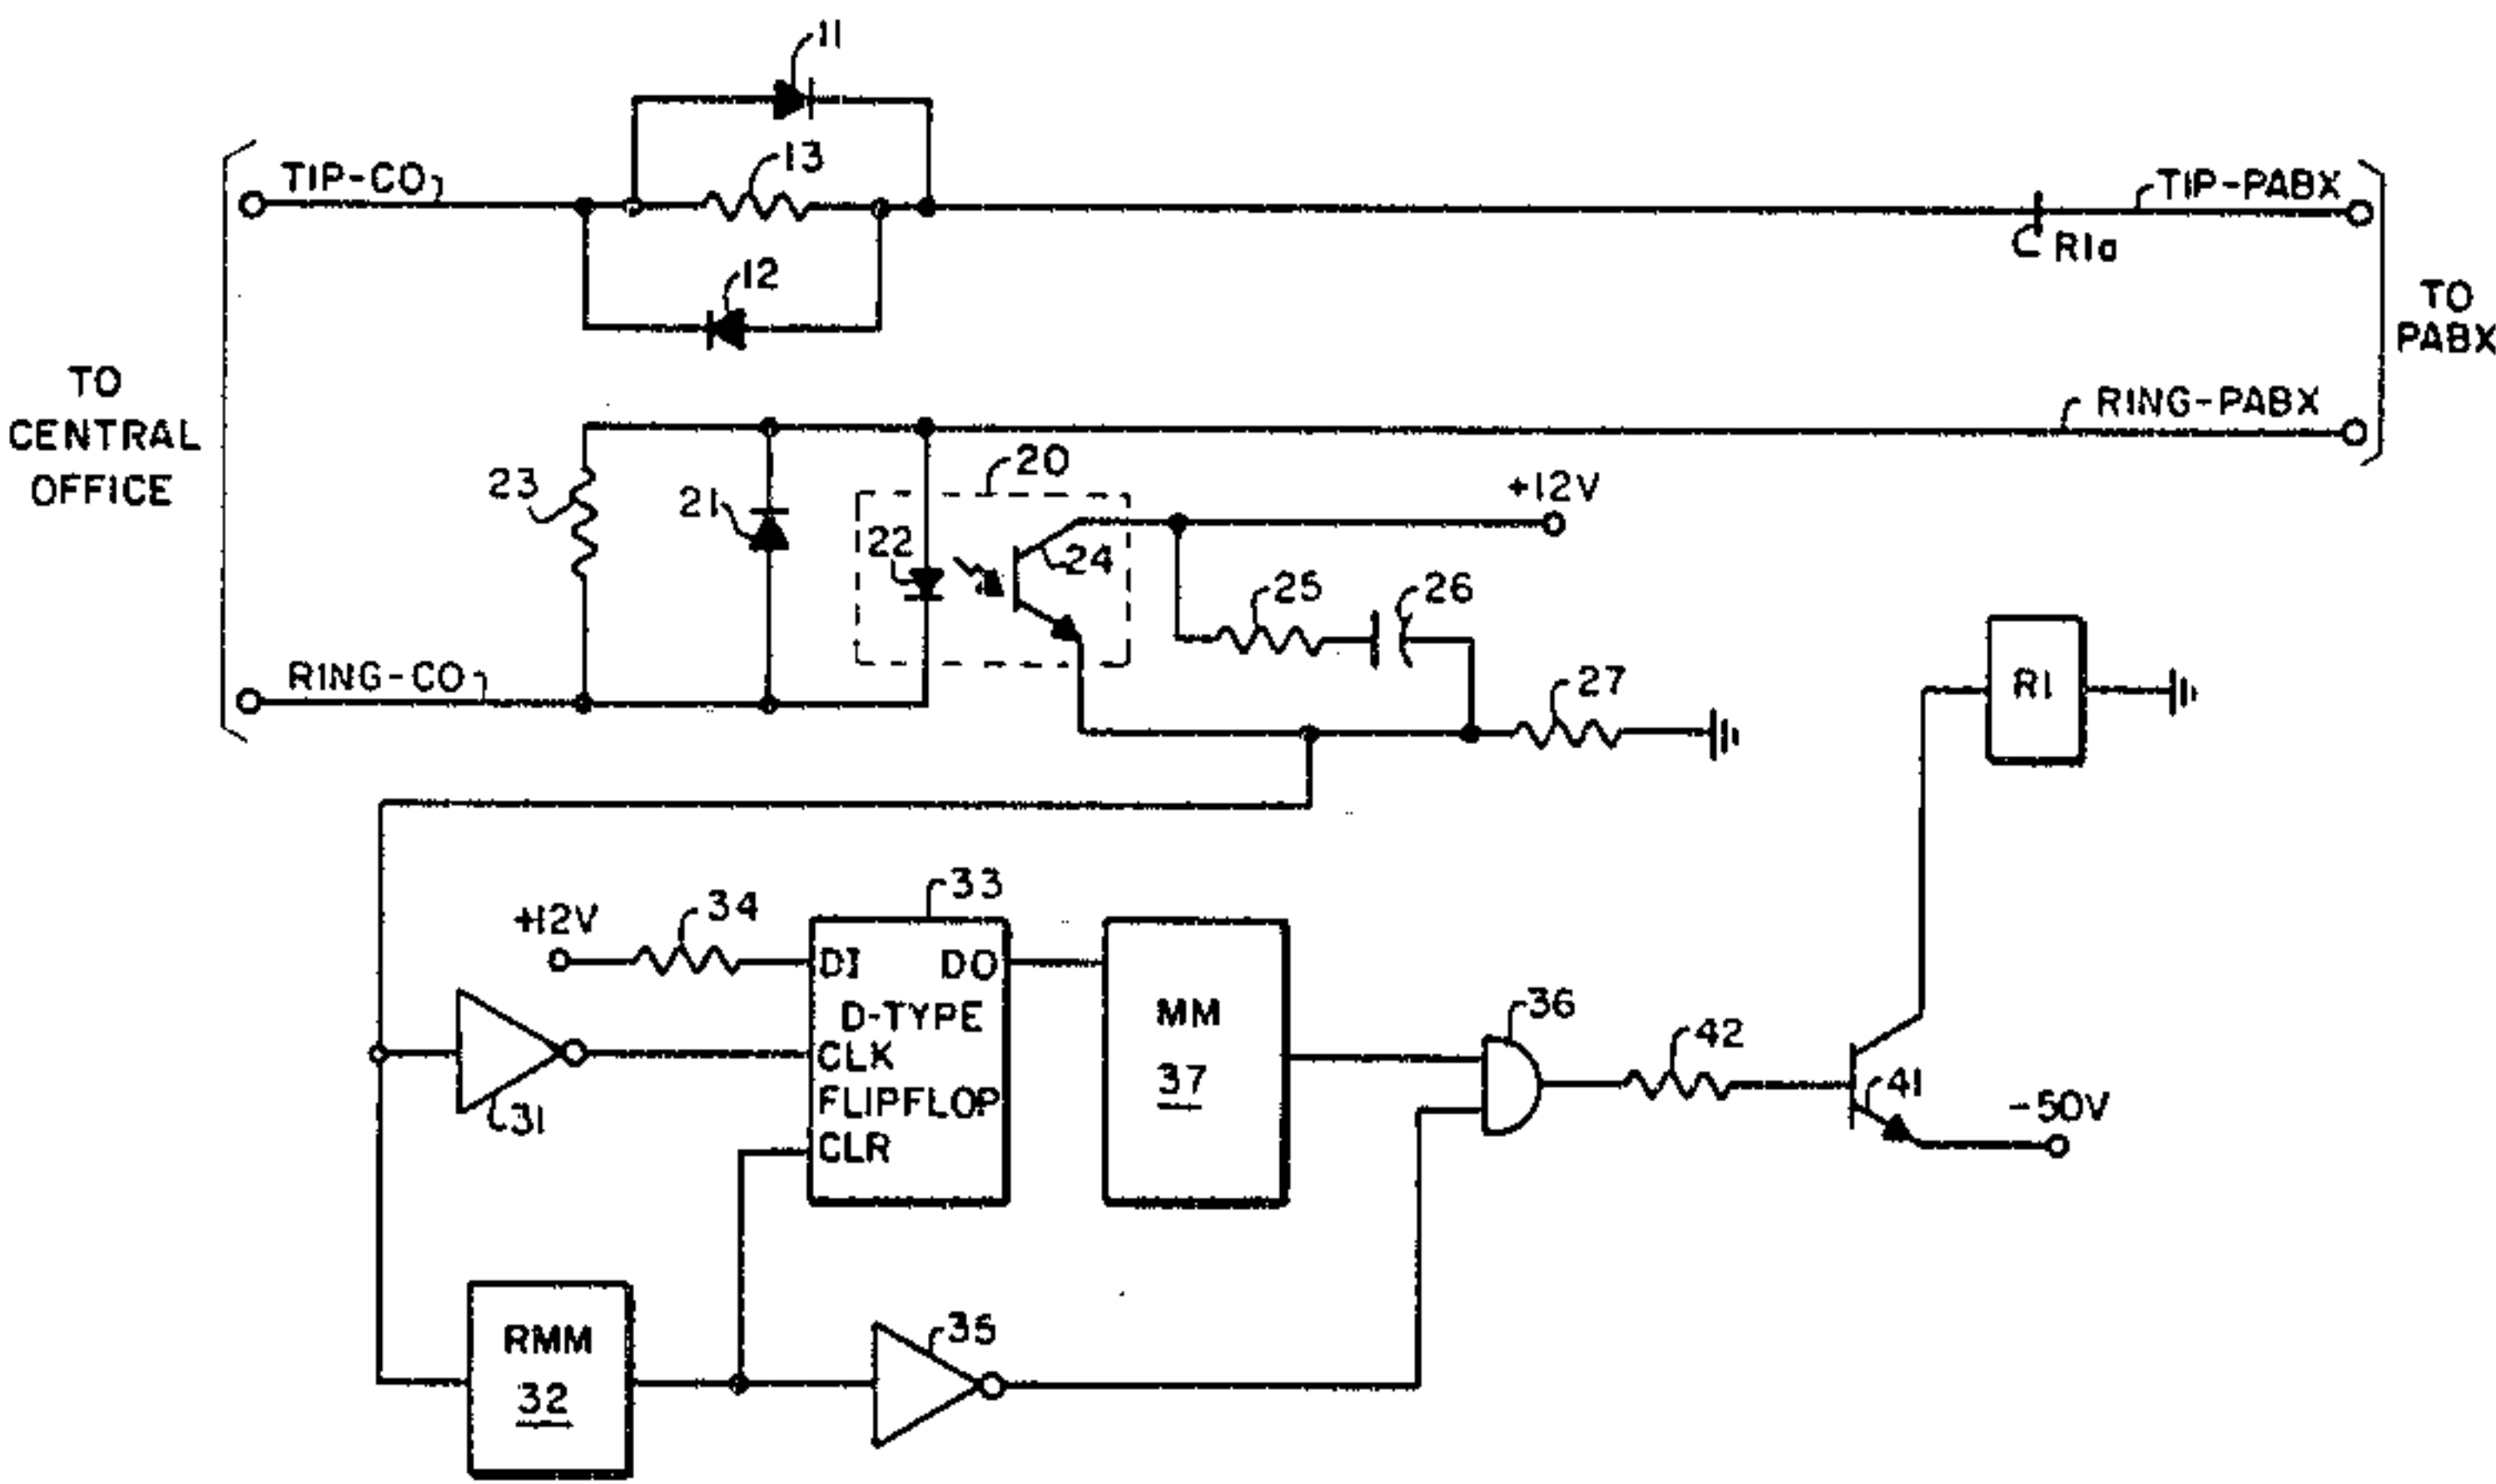 11
TIP-CO
13
TIP-PABX
R1a
12
TO
PABX
TO
CENTRAL
OFFICE
RING-PABX
20
+12V
23
21
22
24
25
26
RING-CO
27
R1
+12V
34
33
DI DO
D-TYPE
CLK
FLIPFLOP
CLR
MM
37
36
42
41
-50V
31
RMM
32
35